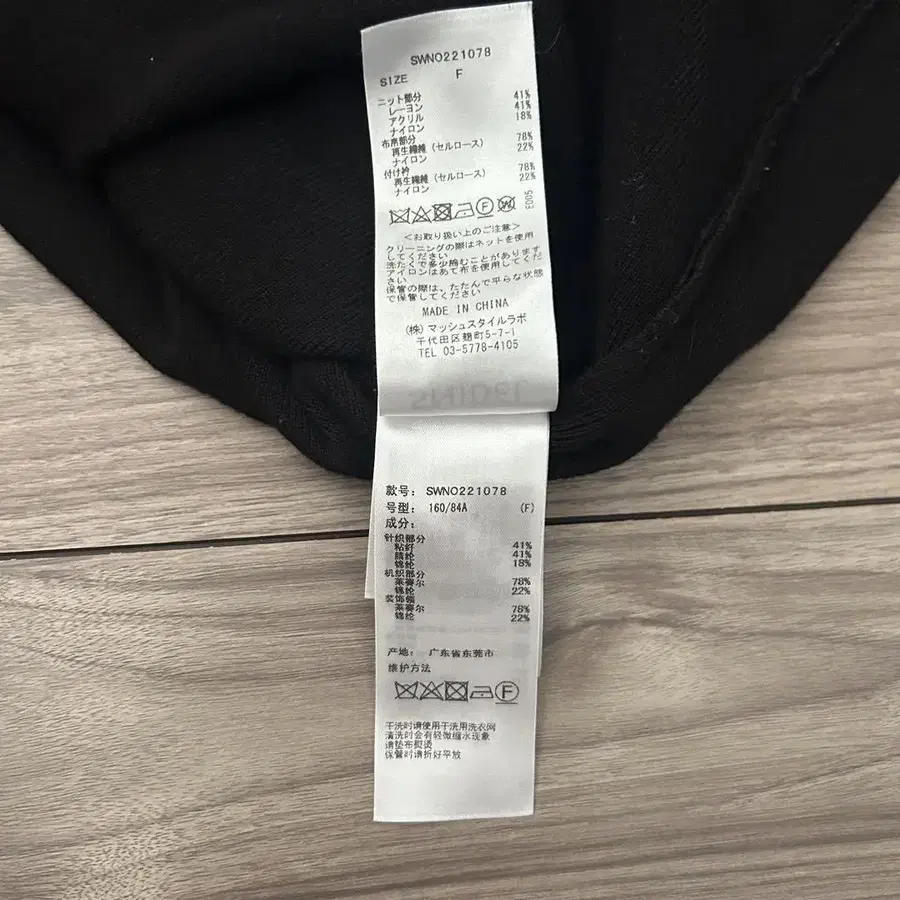 SWNO221078
SIZE F
ニット部分
レーヨン 41%
アクリル 41%
ナイロン 18%
布帛部分
再生繊維(セルロース) 78%
ナイロン 22%
付け衿
再生繊維(セルロース) 78%
ナイロン 22%
E005
<お取り扱い上のご注意>
クリーニングの際はネットを使用
してください
洗たくで多少縮むことがあります
アイロンはあて布を使用してくだ
さい
保管の際は、たたんで平らな状態
で保管してください
MADE IN CHINA
(株)マッシュスタイルラボ
千代田区麹町5-7-1
TEL 03-5778-4105
款号: SWNO221078
号型: 160/84A (F)
成分:
针织部分
粘纤 41%
腈纶 41%
锦纶 18%
机织部分
莱赛尔 78%
锦纶 22%
装饰领
莱赛尔 78%
锦纶 22%
产地: 广东省东莞市
维护方法
干洗时请使用干洗用洗衣网
清洗时会有轻微缩水现象
请垫布熨烫
保管时请折好平放